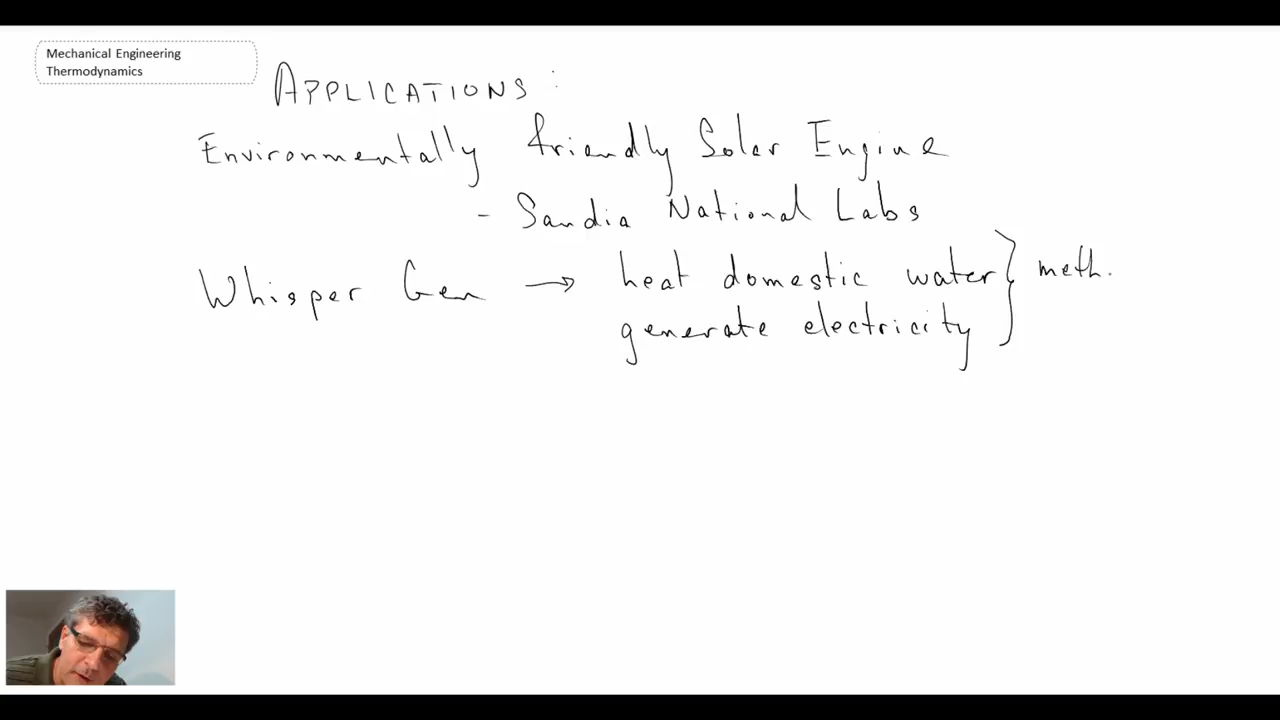 Mechanical Engineering
Thermodynamics
APPLICATIONS :
Environmentally friendly Solar Engine
- Sandia National Labs
Whisper Gen → heat domestic water } meth.
generate electricity